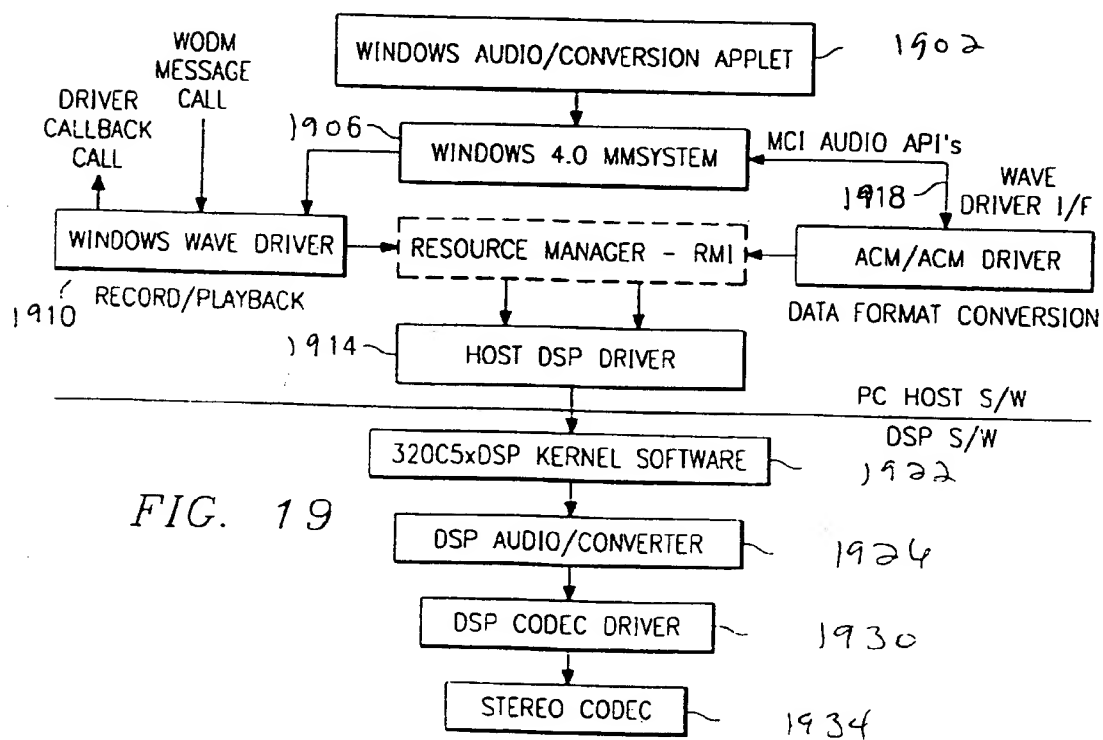 WINDOWS AUDIO/CONVERSION APPLET
1902
WODM
MESSAGE
CALL
DRIVER
CALLBACK
CALL
1906
WINDOWS 4.0 MMSYSTEM
MCI AUDIO API's
1918
WAVE
DRIVER I/F
WINDOWS WAVE DRIVER
RESOURCE MANAGER - RMI
ACM/ACM DRIVER
1910
RECORD/PLAYBACK
DATA FORMAT CONVERSION
1914
HOST DSP DRIVER
PC HOST S/W
DSP S/W
320C5xDSP KERNEL SOFTWARE
1922
FIG. 19
DSP AUDIO/CONVERTER
1926
DSP CODEC DRIVER
1930
STEREO CODEC
1934